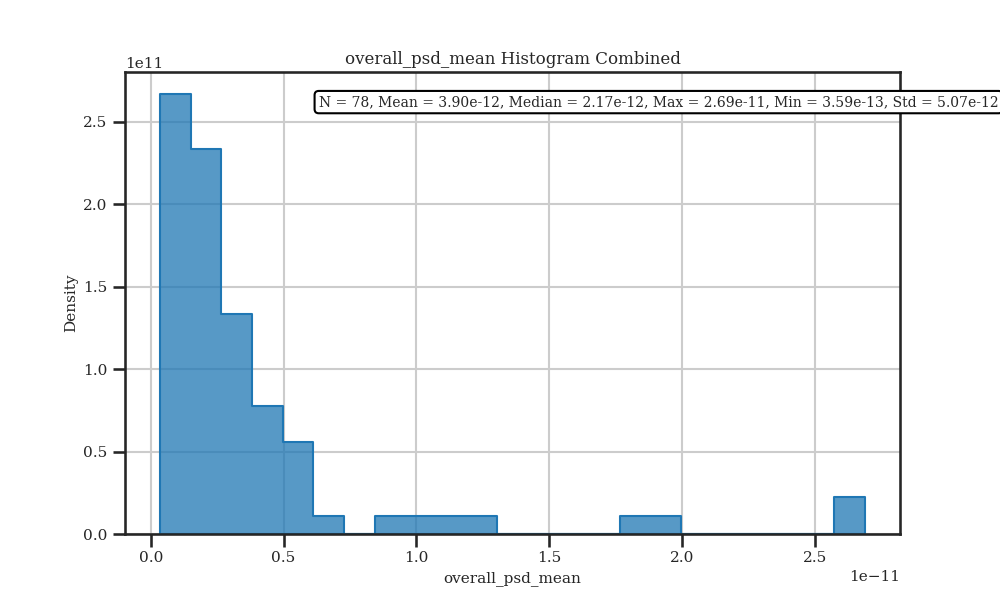 overall_psd_mean Histogram Combined
1e11
N = 78, Mean = 3.90e-12, Median = 2.17e-12, Max = 2.69e-11, Min = 3.59e-13, Std = 5.07e-12
2.5
2.0
1.5
1.0
0.5
0.0
Density
0.0 0.5 1.0 1.5 2.0 2.5
1e−11
overall_psd_mean